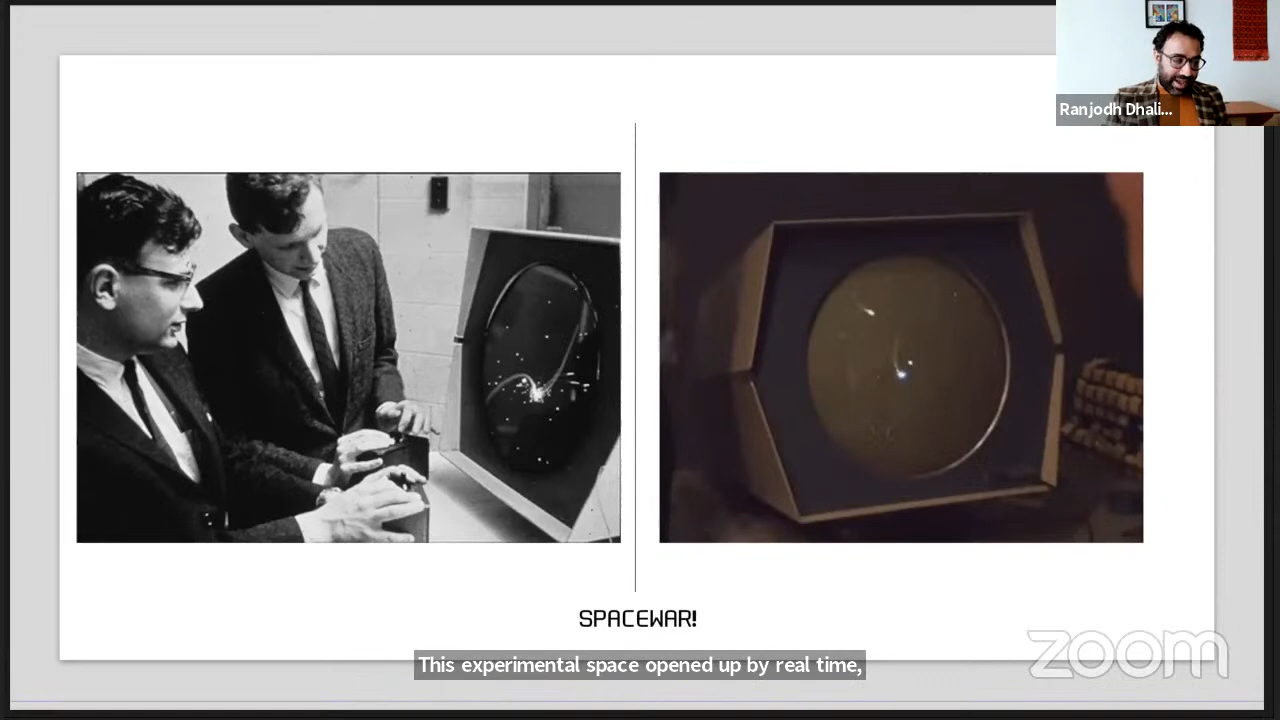 Ranjodh Dhali...
SPACEWAR!
This experimental space opened up by real time,
zoom